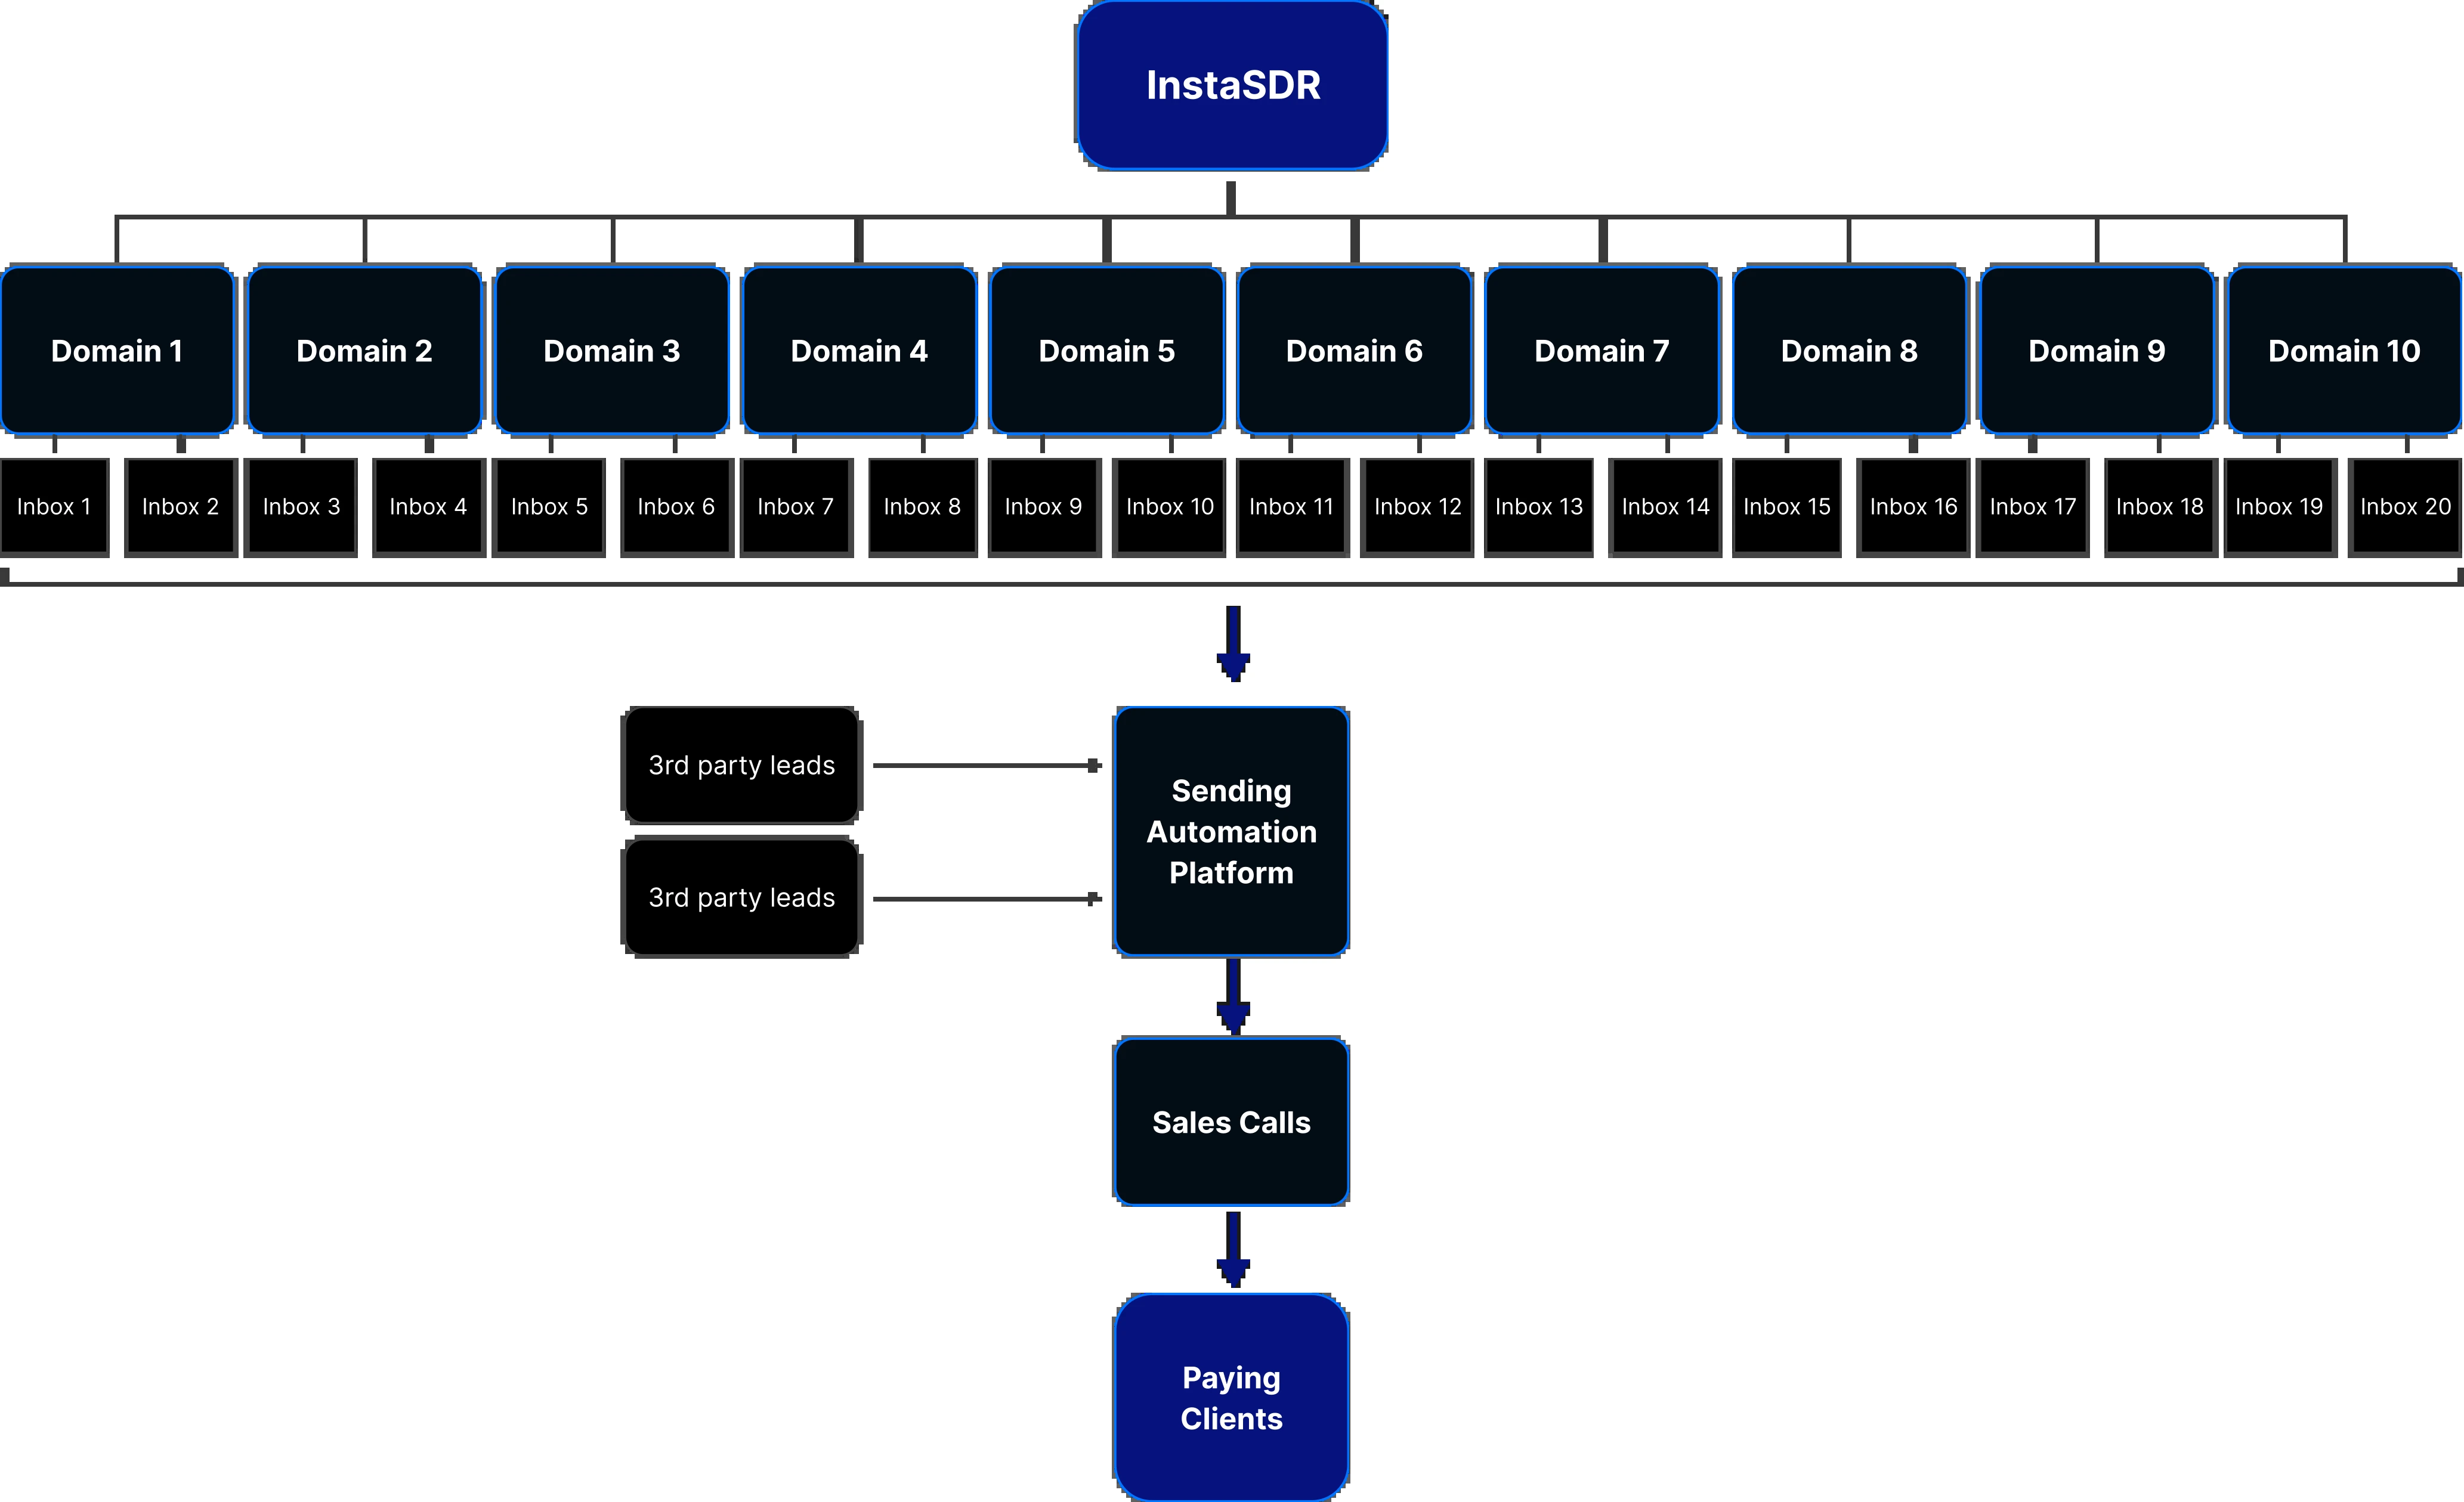 InstaSDR
Domain 1
Domain 2
Domain 3
Domain 4
Domain 5
Domain 6
Domain 7
Domain 8
Domain 9
Domain 10
Inbox 1
Inbox 2
Inbox 3
Inbox 4
Inbox 5
Inbox 6
Inbox 7
Inbox 8
Inbox 9
Inbox 10
Inbox 11
Inbox 12
Inbox 13
Inbox 14
Inbox 15
Inbox 16
Inbox 17
Inbox 18
Inbox 19
Inbox 20
3rd party leads
3rd party leads
Sending
Automation
Platform
Sales Calls
Paying
Clients